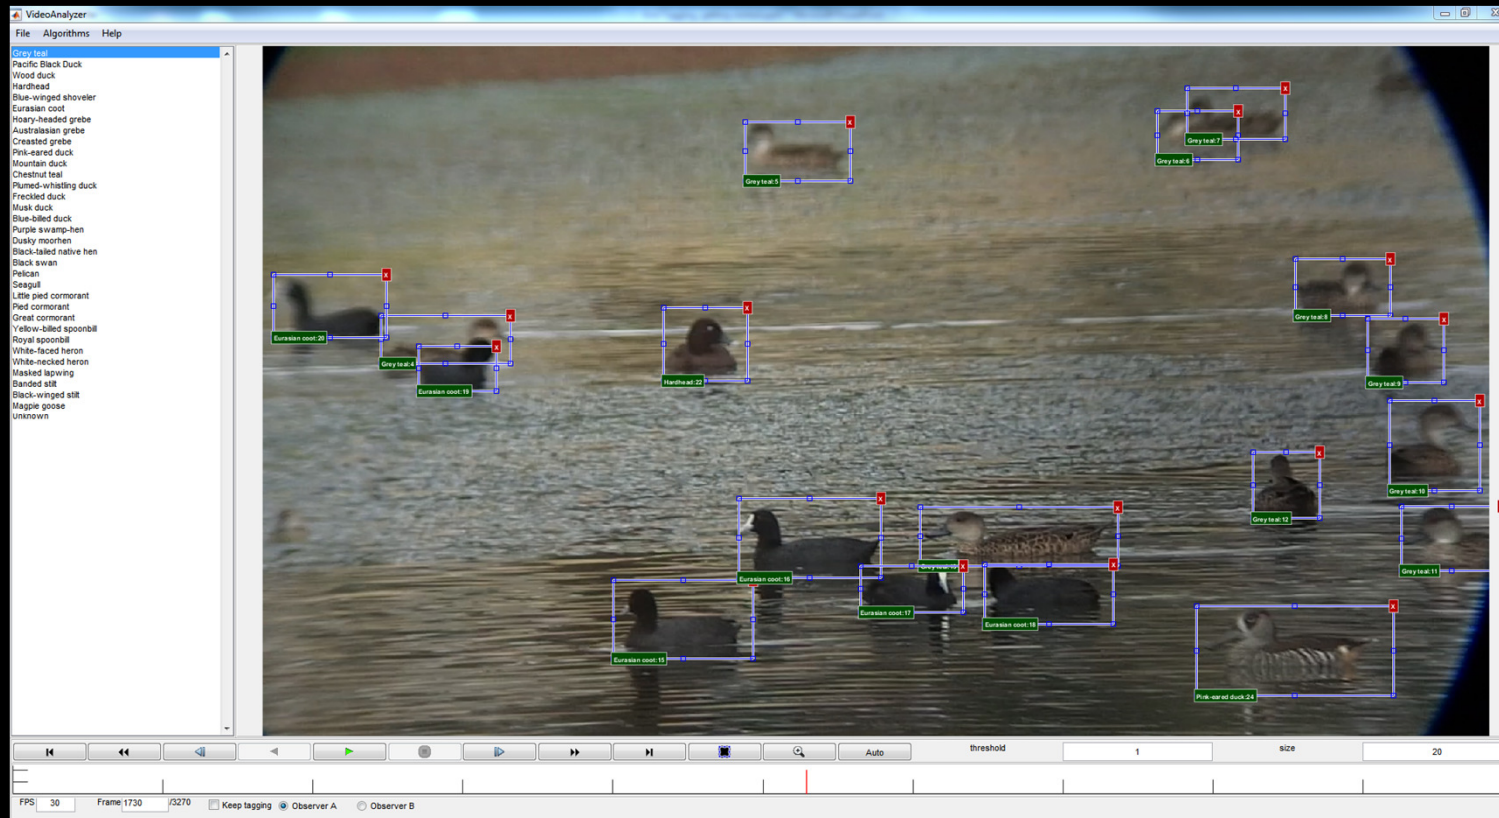 VideoAnalyzer
File Algorithms Help
Grey teal
Pacific Black Duck
Wood duck
Hardhead
Blue-winged shoveler
Eurasian coot
Hoary-headed grebe
Australasian grebe
Creasted grebe
Pink-eared duck
Mountain duck
Chestnut teal
Plumed-whistling duck
Freckled duck
Musk duck
Blue-billed duck
Purple swamp-hen
Dusky moorhen
Black-tailed native hen
Black swan
Pelican
Seagull
Little pied cormorant
Pied cormorant
Great cormorant
Yellow-billed spoonbill
Royal spoonbill
White-faced heron
White-necked heron
Masked lapwing
Banded stilt
Black-winged stilt
Magpie goose
Unknown
x
x
Grey teal:7
x
Grey teal:6
x
Grey teal:5
x
Grey teal:8
x
Eurasian coot:20
x
Grey teal:4
x
Eurasian coot:19
x
Hardhead:22
x
Grey teal:9
x
Grey teal:10
x
Grey teal:12
x
Eurasian coot:16
x
x
Eurasian coot:17
x
Eurasian coot:18
Grey teal:11
Eurasian coot:15
x
Pink-eared duck:24
Auto threshold 1 size 20
FPS 30 Frame 1730 /3270 Keep tagging Observer A Observer B